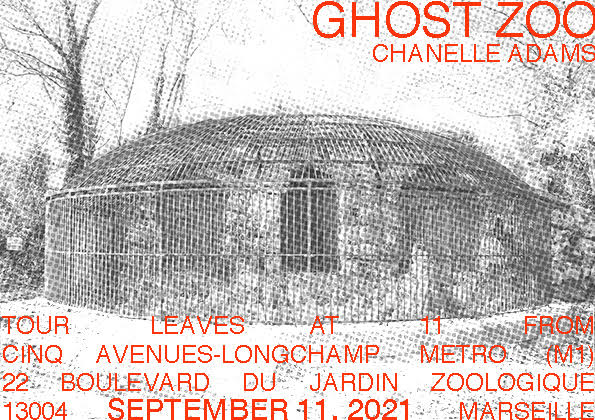 GHOST ZOO
CHANELLE ADAMS
TOUR LEAVES AT 11 FROM
CINQ AVENUES-LONGCHAMP METRO (M1)
22 BOULEVARD DU JARDIN ZOOLOGIQUE
13004 SEPTEMBER 11, 2021 MARSEILLE